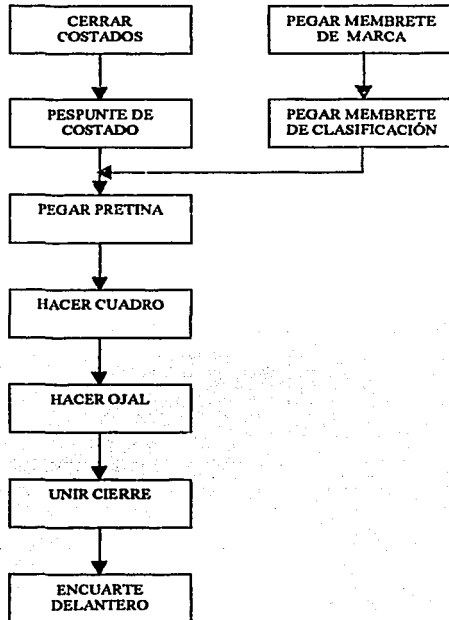 CERRAR
COSTADOS
PEGAR MEMBRETE
DE MARCA
PESPUNTE DE
COSTADO
PEGAR MEMBRETE
DE CLASIFICACIÓN
PEGAR PRETINA
HACER CUADRO
HACER OJAL
UNIR CIERRE
ENCUARTE
DELANTERO